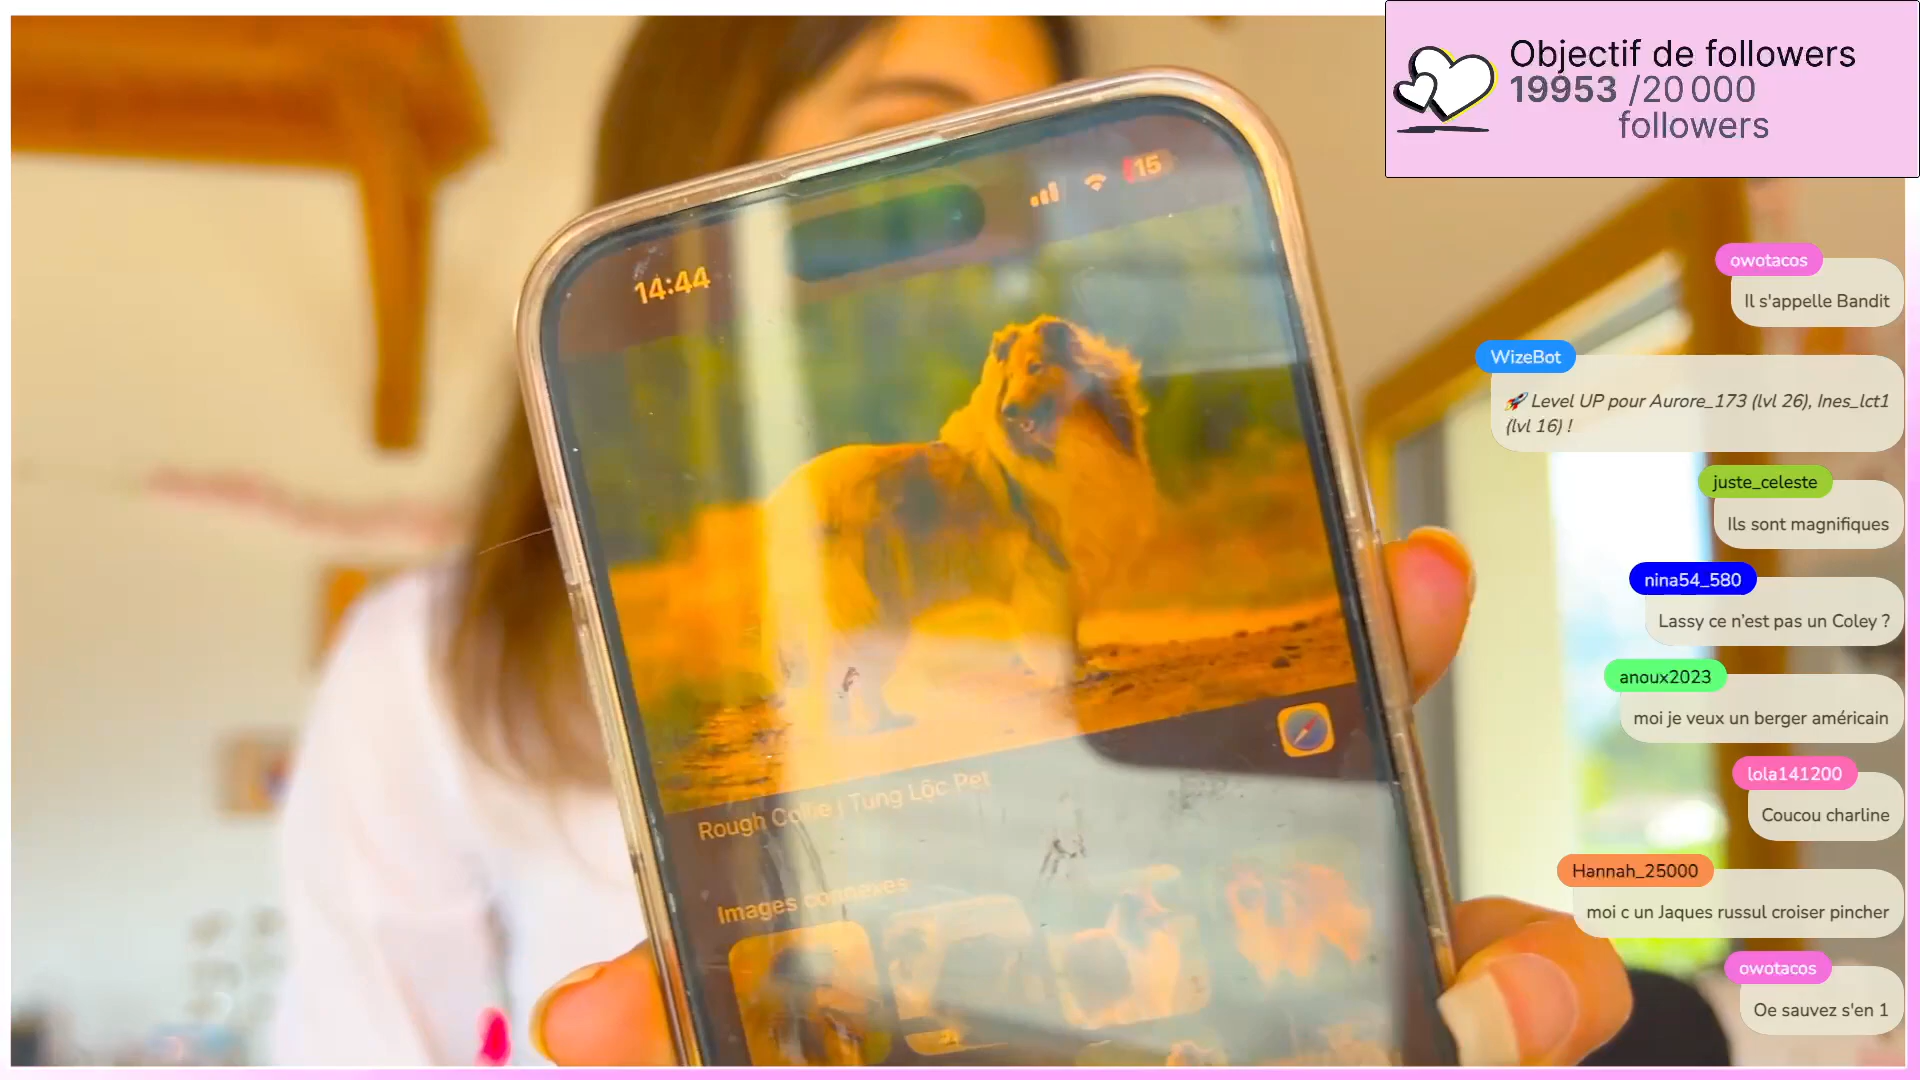 Objectif de followers
19953 /20 000
followers
14:44
15
Rough Collie | Tung Lộc Pet
Images connexes
owotacos
Il s'appelle Bandit
WizeBot
🚀 Level UP pour Aurore_173 (lvl 26), Ines_lct1
(lvl 16) !
juste_celeste
Ils sont magnifiques
nina54_580
Lassy ce n'est pas un Coley ?
anoux2023
moi je veux un berger américain
lola141200
Coucou charline
Hannah_25000
moi c un Jaques russul croiser pincher
owotacos
Oe sauvez s'en 1